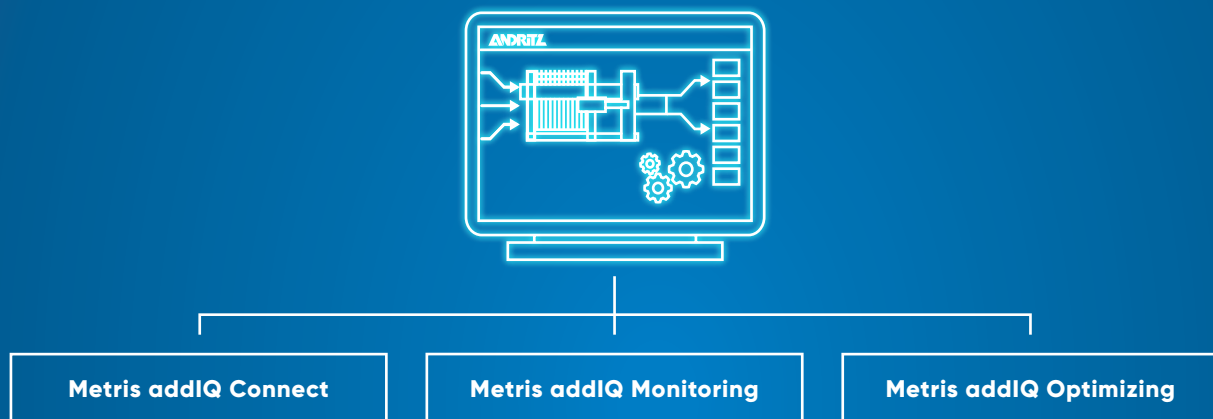 ANDRITZ
Metris addIQ Connect
Metris addIQ Monitoring
Metris addIQ Optimizing